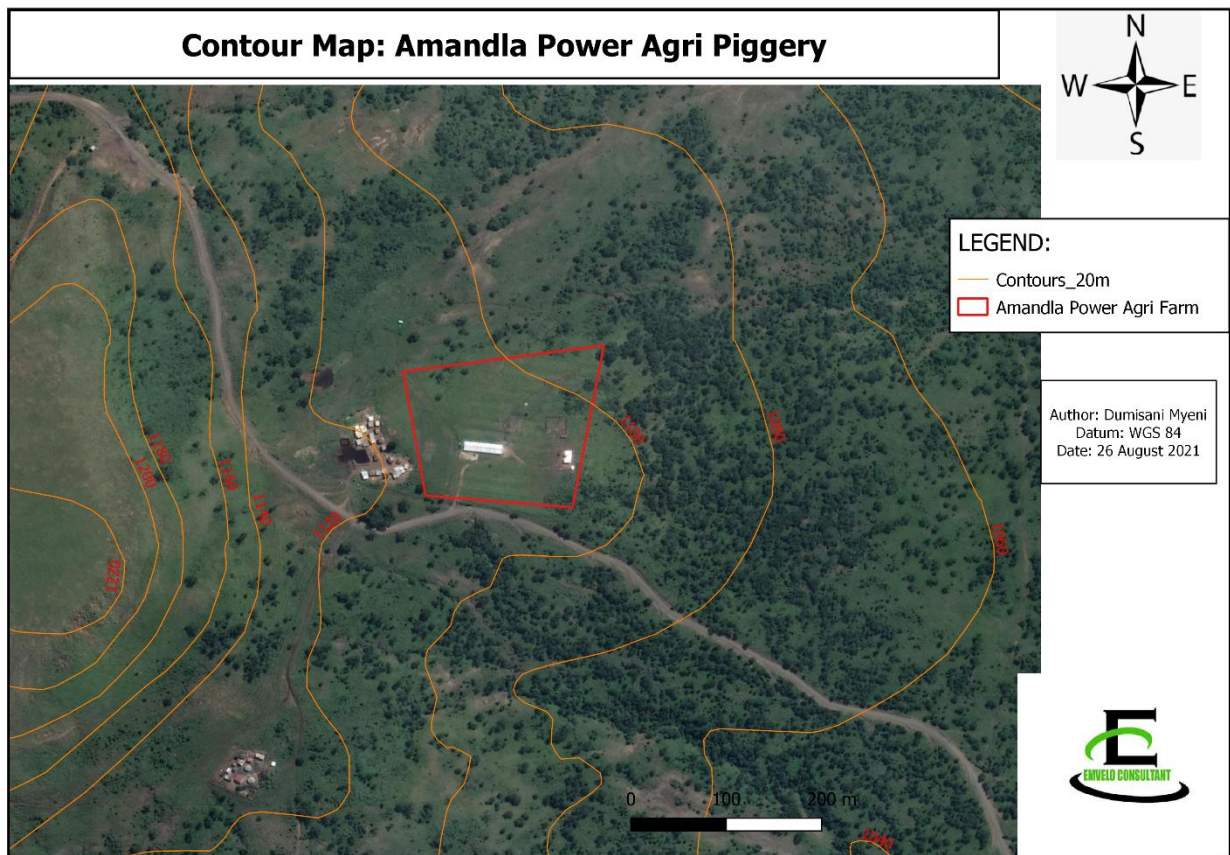 Contour Map: Amandla Power Agri Piggery
N
W E
S
LEGEND:
Contours_20m
Amandla Power Agri Farm
Author: Dumisani Myeni
Datum: WGS 84
Date: 26 August 2021
1180
1200
1160
1140
1120
1220
1100
1080
1060
1040
0 100 200 m
E
EMVELO CONSULTANT